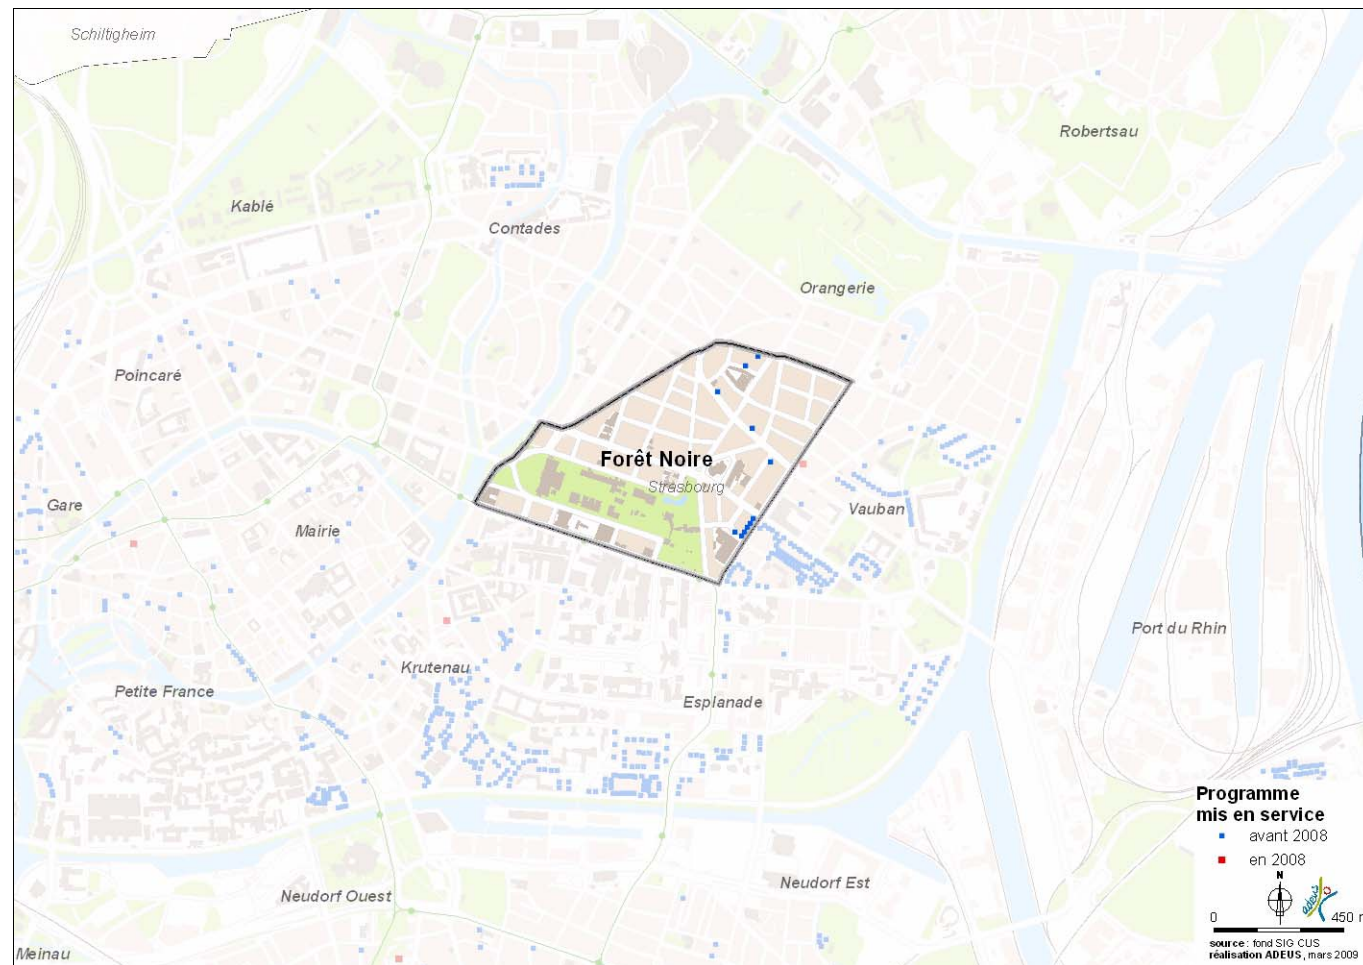 Schiltigheim
Robertsau
Kablé
Contades
Orangerie
Poincaré
Forêt Noire
Strasbourg
Gare
Vauban
Mairie
Port du Rhin
Krutenau
Petite France
Esplanade
Programme
mis en service
avant 2008
en 2008
N
adeus
0 450 m
Neudorf Est
Neudorf Ouest
source : fond SIG CUS
réalisation ADEUS, mars 2009
Meinau